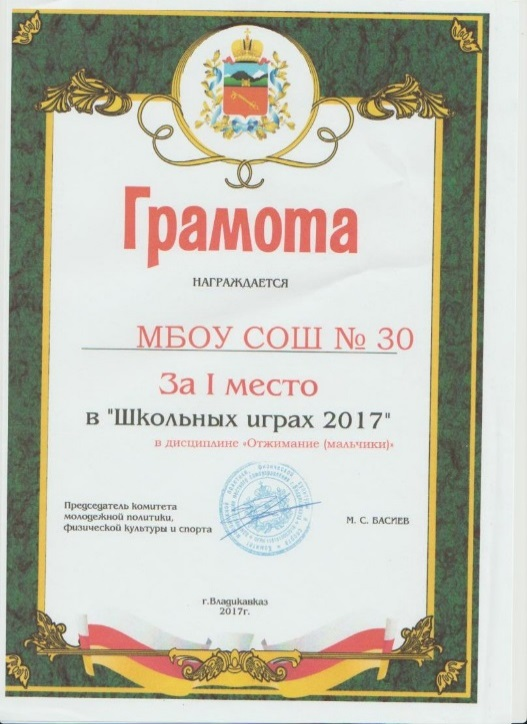 Грамота
НАГРАЖДАЕТСЯ
МБОУ СОШ № 30
За I место
в "Школьных играх 2017"
в дисциплине «Отжимание (мальчики)»
Председатель комитета
молодежной политики,
физической культуры и спорта
М. С. БАСИЕВ
г.Владикавказ
2017г.